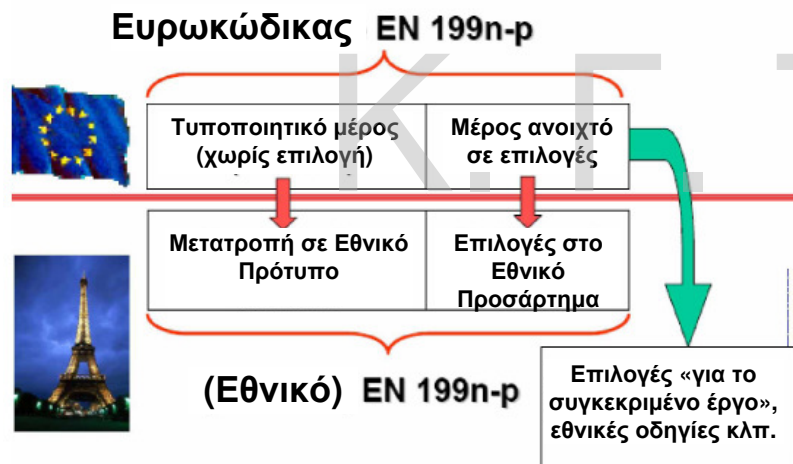 Ευρωκώδικας EN 199n-p
Τυποποιητικό μέρος
(χωρίς επιλογή)
Μέρος ανοιχτό
σε επιλογές
Μετατροπή σε Εθνικό
Πρότυπο
Επιλογές στο
Εθνικό
Προσάρτημα
(Εθνικό) EN 199n-p
Επιλογές «για το
συγκεκριμένο έργο»,
εθνικές οδηγίες κλπ.
Κ. Γ.